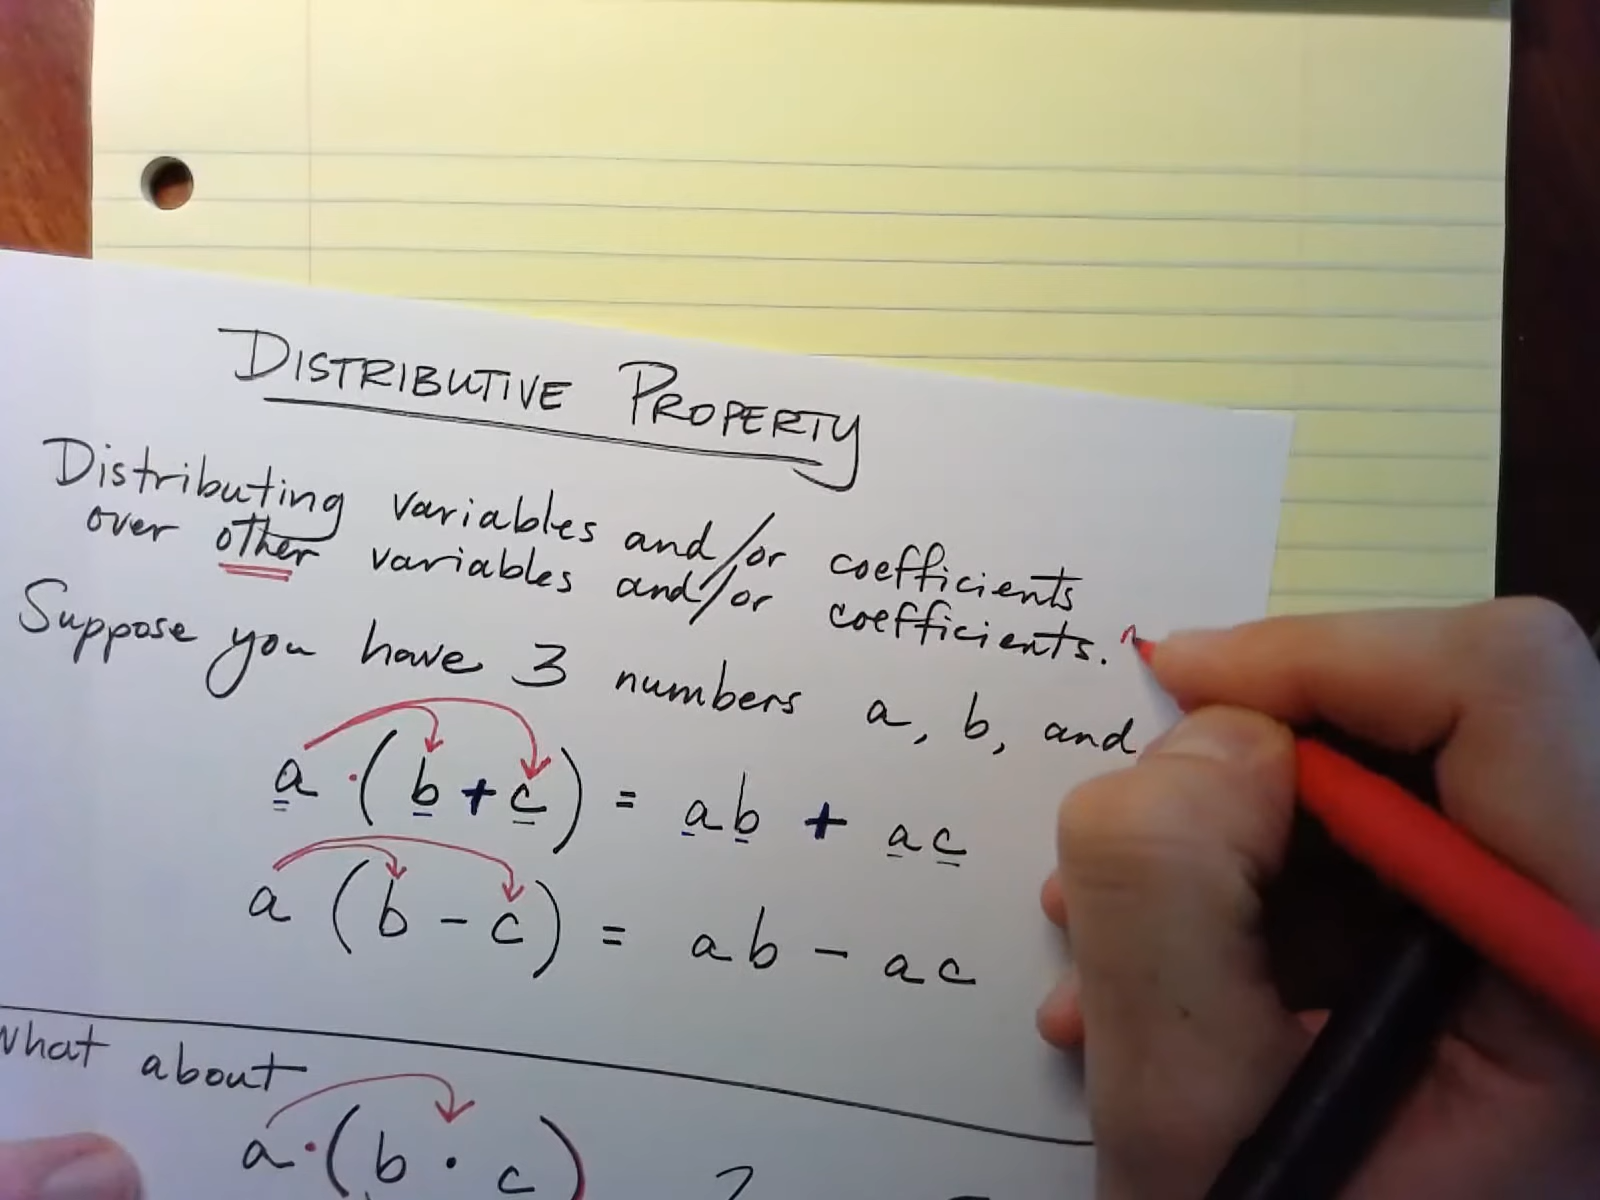 DISTRIBUTIVE PROPERTY
Distributing variables and/or coefficients
over other variables and/or coefficients.
Suppose you have 3 numbers a, b, and
a · (b + c) = ab + ac
a (b - c) = ab - ac
What about
a · (b · c) ?